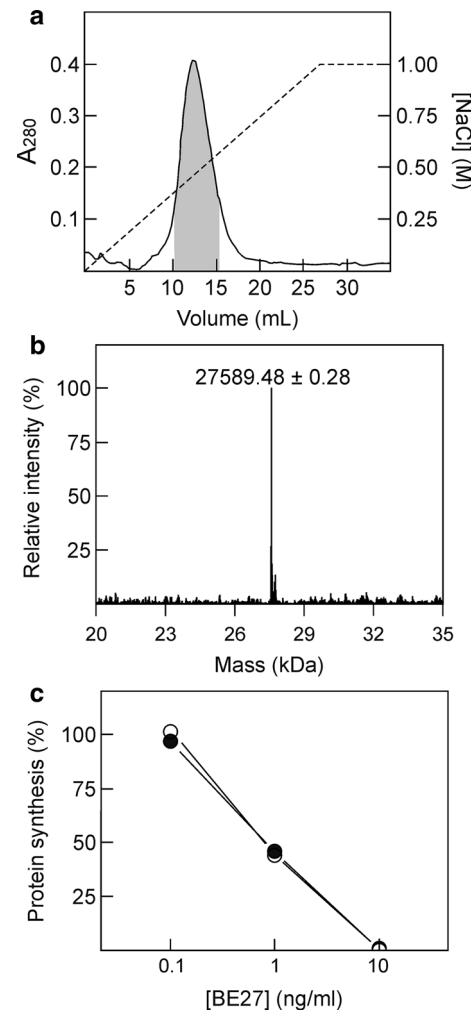 a
0.4
0.3
0.2
0.1
A280
1.00
0.75
0.50
0.25
[NaCl] (M)
5 10 15 20 25 30
Volume (mL)
b
27589.48 ± 0.28
100
75
50
25
Relative intensity (%)
20 23 26 29 32 35
Mass (kDa)
c
100
75
50
25
Protein synthesis (%)
0.1 1 10
[BE27] (ng/ml)